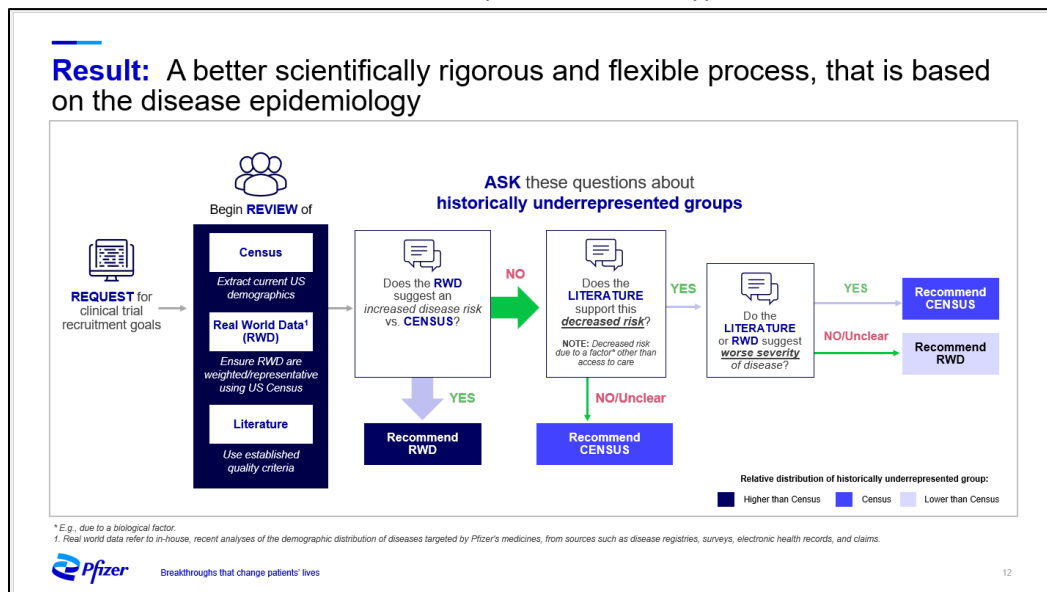 Result: A better scientifically rigorous and flexible process, that is based
on the disease epidemiology
Begin REVIEW of
ASK these questions about
historically underrepresented groups
REQUEST for
clinical trial
recruitment goals
Census
Extract current US
demographics
Real World Data¹
(RWD)
Ensure RWD are
weighted/representative
using US Census
Literature
Use established
quality criteria
Does the RWD
suggest an
increased disease risk
vs. CENSUS?
NO
YES
Recommend
RWD
Does the
LITERATURE
support this
decreased risk?
NOTE: Decreased risk
due to a factor* other than
access to care
YES
NO/Unclear
Recommend
CENSUS
Do the
LITERATURE
or RWD suggest
worse severity
of disease?
YES
Recommend
CENSUS
NO/Unclear
Recommend
RWD
Relative distribution of historically underrepresented group:
Higher than Census
Census
Lower than Census
* E.g., due to a biological factor.
1. Real world data refer to in-house, recent analyses of the demographic distribution of diseases targeted by Pfizer's medicines, from sources such as disease registries, surveys, electronic health records, and claims.
Pfizer
Breakthroughs that change patients' lives
12